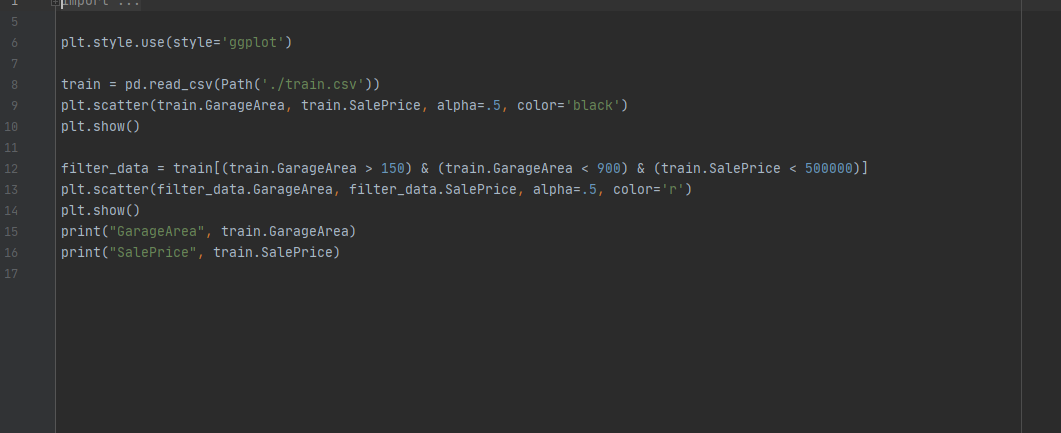 1 import ...
5
6 plt.style.use(style='ggplot')
7
8 train = pd.read_csv(Path('./train.csv'))
9 plt.scatter(train.GarageArea, train.SalePrice, alpha=.5, color='black')
10 plt.show()
11
12 filter_data = train[(train.GarageArea > 150) & (train.GarageArea < 900) & (train.SalePrice < 500000)]
13 plt.scatter(filter_data.GarageArea, filter_data.SalePrice, alpha=.5, color='r')
14 plt.show()
15 print("GarageArea", train.GarageArea)
16 print("SalePrice", train.SalePrice)
17